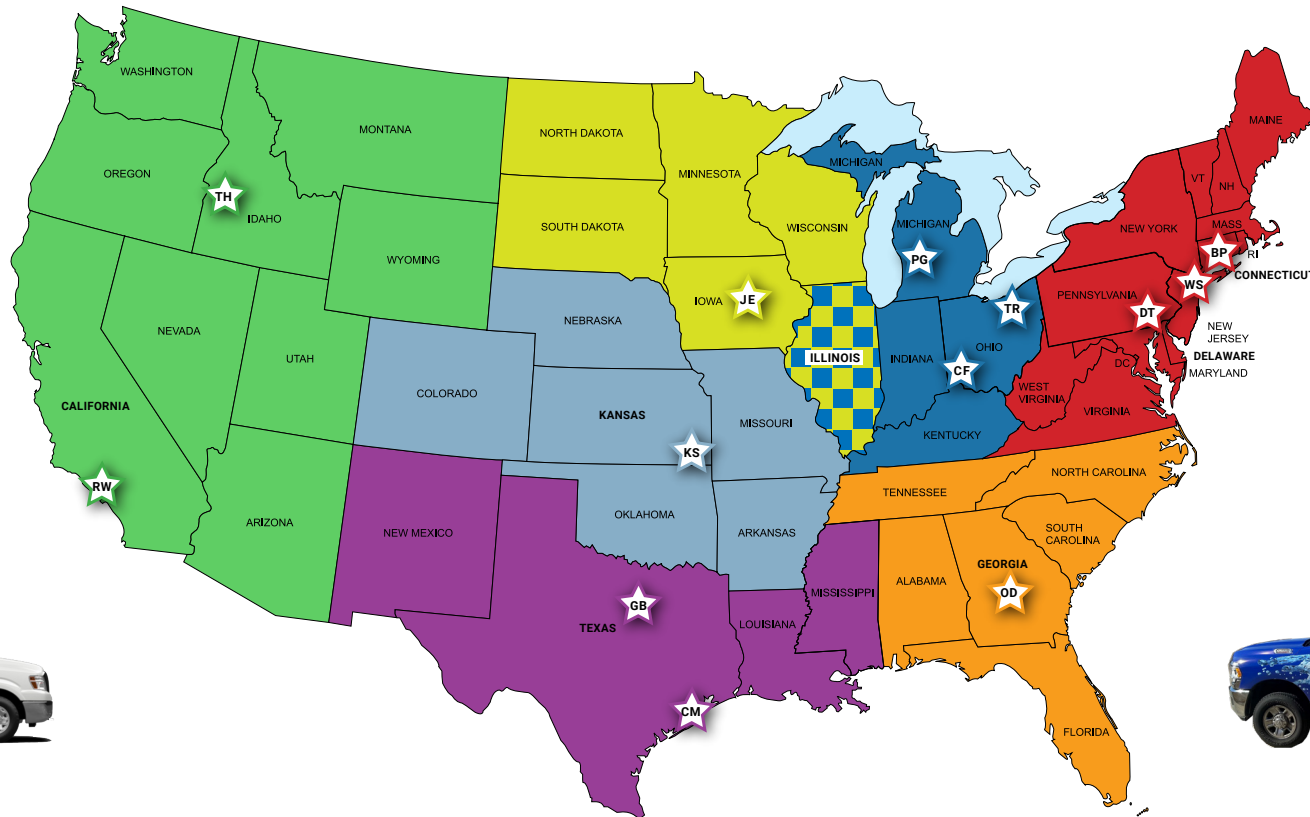 WASHINGTON
MONTANA
NORTH DAKOTA
MINNESOTA
MICHIGAN
MAINE
OREGON
TH
IDAHO
SOUTH DAKOTA
WISCONSIN
MICHIGAN
PG
NEW YORK
VT
NH
MASS
BP
RI
CONNECTICUT
WS
WYOMING
IOWA
JE
TR
PENNSYLVANIA
DT
NEW
JERSEY
NEVADA
UTAH
NEBRASKA
ILLINOIS
INDIANA
OHIO
CF
DELAWARE
DC
MARYLAND
CALIFORNIA
COLORADO
KANSAS
KS
MISSOURI
WEST
VIRGINIA
VIRGINIA
KENTUCKY
RW
ARIZONA
NEW MEXICO
OKLAHOMA
ARKANSAS
TENNESSEE
NORTH CAROLINA
SOUTH
CAROLINA
TEXAS
GB
LOUISIANA
MISSISSIPPI
ALABAMA
GEORGIA
OD
CM
FLORIDA